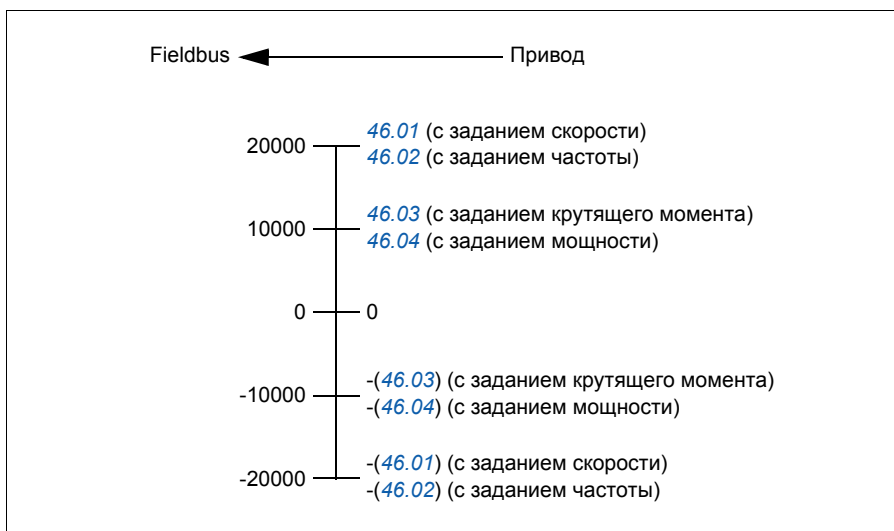 Fieldbus Привод
46.01 (с заданием скорости)
20000
46.02 (с заданием частоты)
46.03 (с заданием крутящего момента)
10000
46.04 (с заданием мощности)
0 0
-(46.03) (с заданием крутящего момента)
-10000
-(46.04) (с заданием мощности)
-(46.01) (с заданием скорости)
-20000
-(46.02) (с заданием частоты)